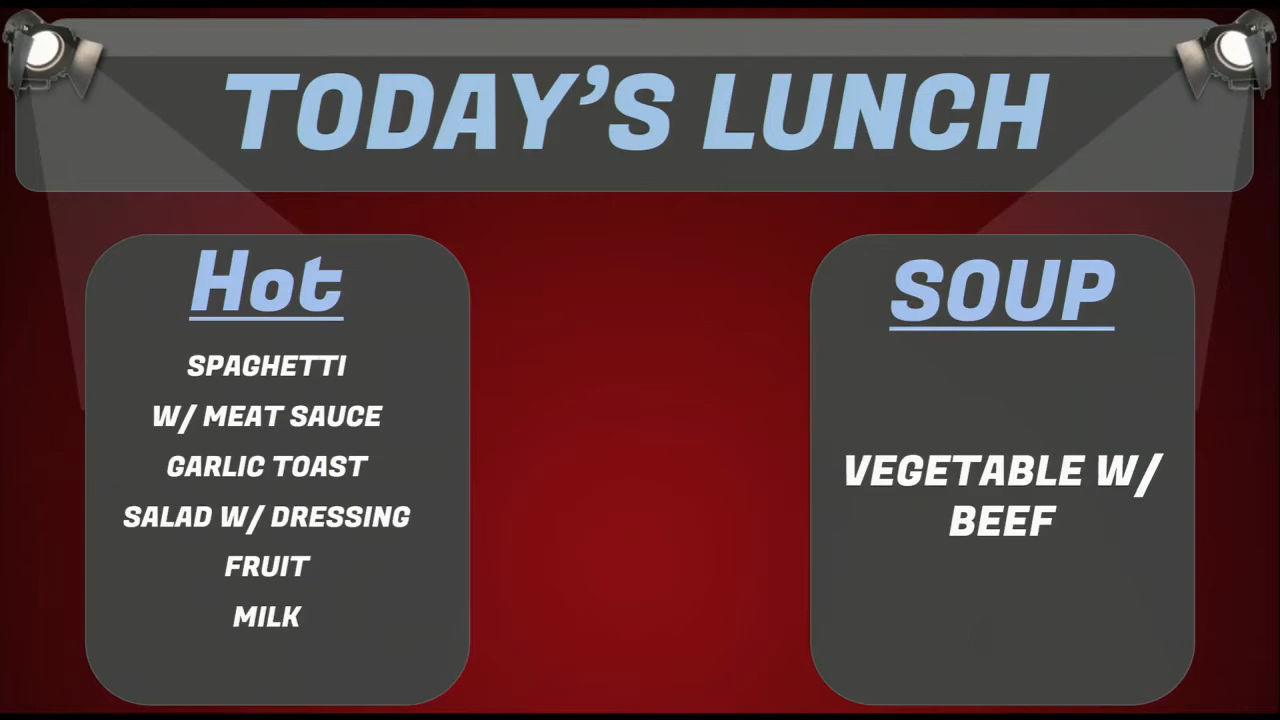 TODAY'S LUNCH
Hot
SPAGHETTI
W/ MEAT SAUCE
GARLIC TOAST
SALAD W/ DRESSING
FRUIT
MILK
SOUP
VEGETABLE W/
BEEF